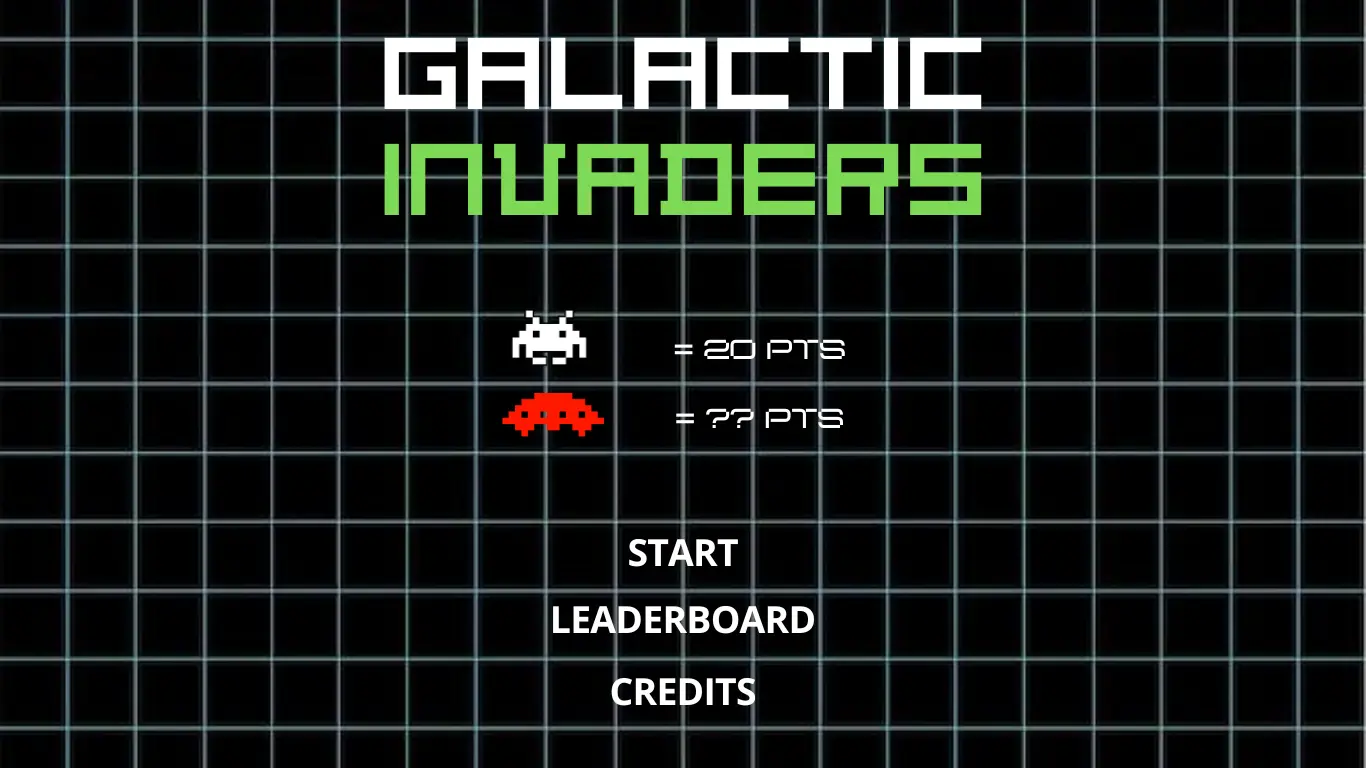 GALACTIC
INVADERS
= 20 PTS
= ?? PTS
START
LEADERBOARD
CREDITS